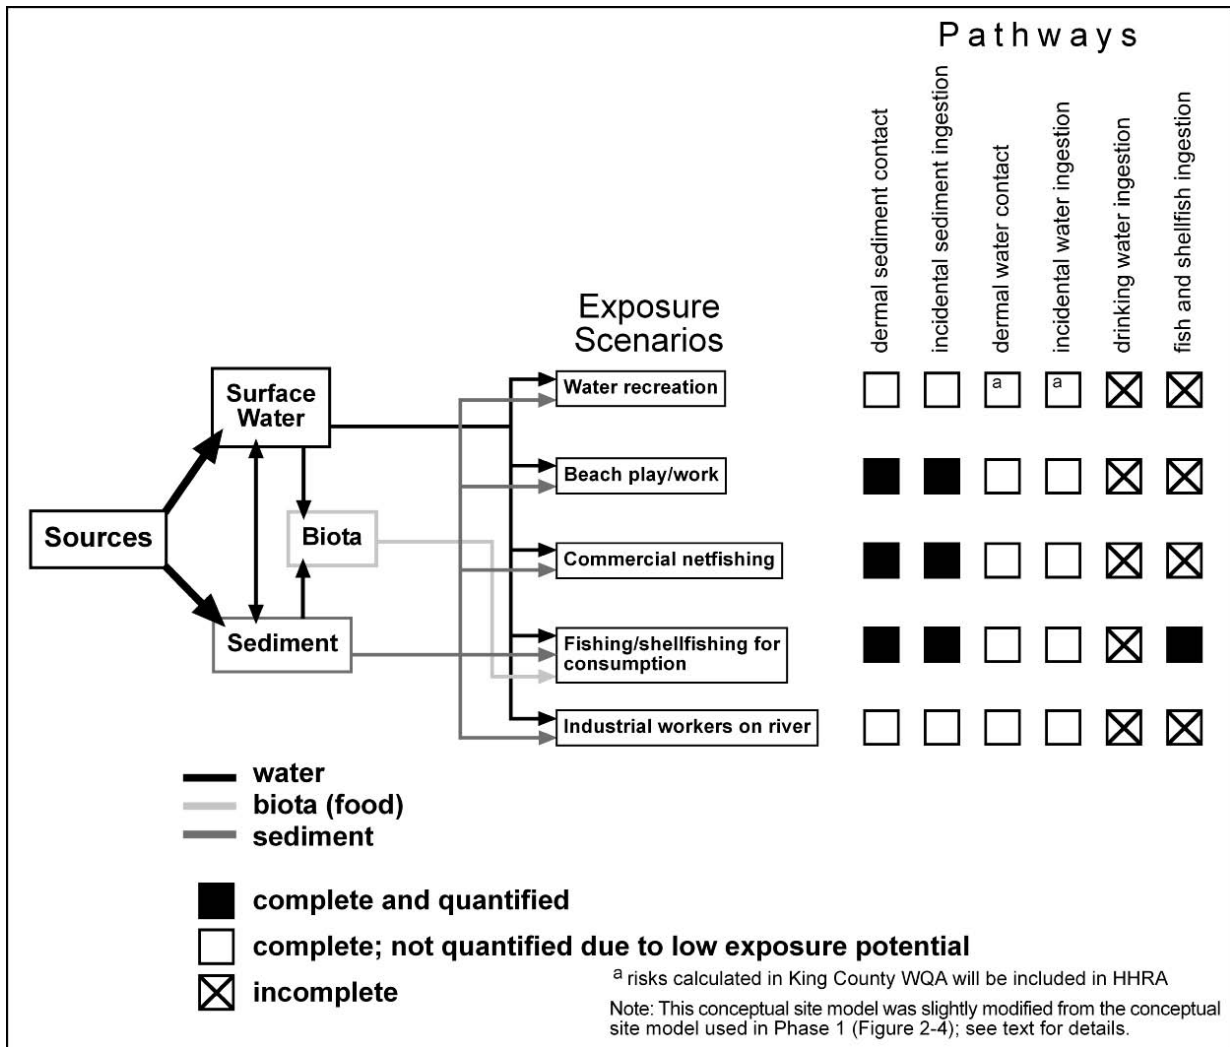 Pathways
dermal sediment contact
incidental sediment ingestion
dermal water contact
incidental water ingestion
drinking water ingestion
fish and shellfish ingestion
Exposure
Scenarios
Surface
Water
Water recreation
a
a
Beach play/work
Sources
Biota
Commercial netfishing
Sediment
Fishing/shellfishing for
consumption
Industrial workers on river
water
biota (food)
sediment
complete and quantified
complete; not quantified due to low exposure potential
incomplete
a risks calculated in King County WQA will be included in HHRA
Note: This conceptual site model was slightly modified from the conceptual
site model used in Phase 1 (Figure 2-4); see text for details.